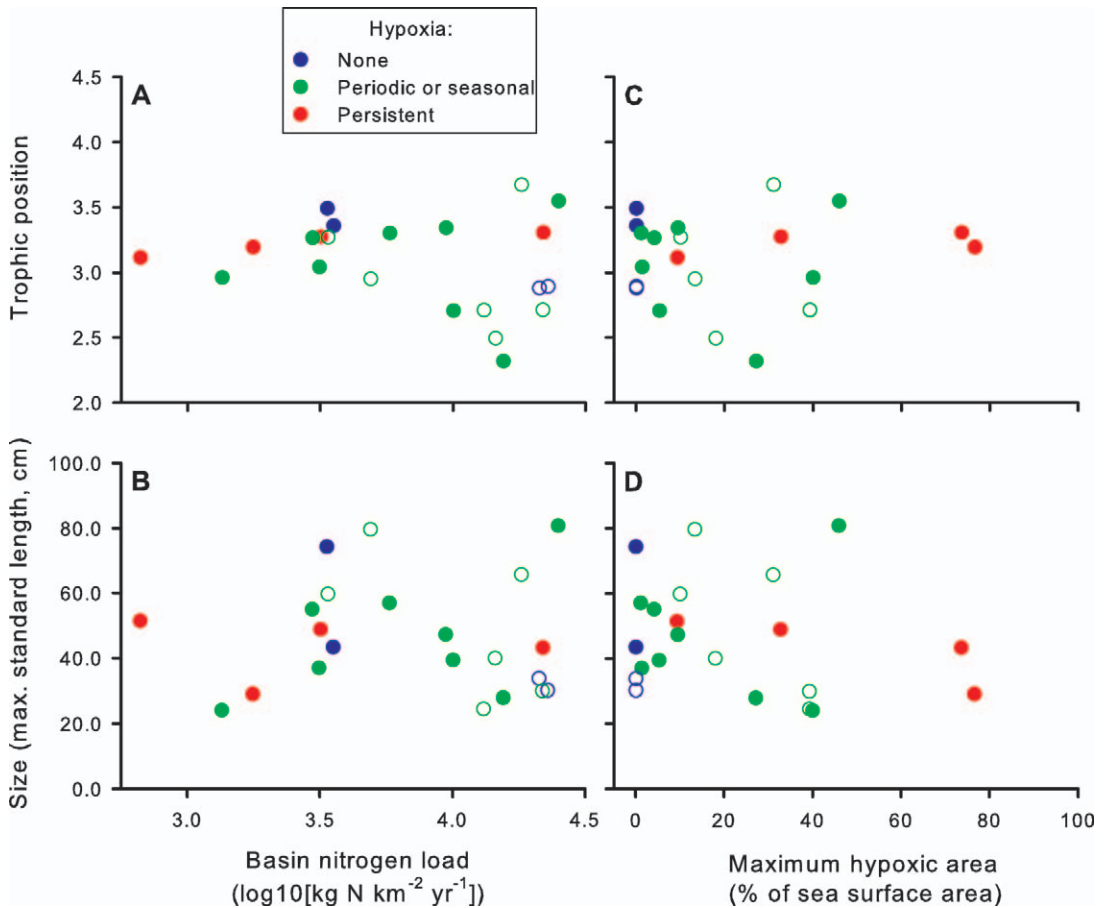 Hypoxia:
None
Periodic or seasonal
Persistent
A
C
4.5
4.0
3.5
3.0
2.5
2.0
Trophic position
B
D
100.0
80.0
60.0
40.0
20.0
0.0
Size (max. standard length, cm)
3.0 3.5 4.0 4.5
0 20 40 60 80 100
Basin nitrogen load
(log10[kg N km⁻² yr⁻¹])
Maximum hypoxic area
(% of sea surface area)